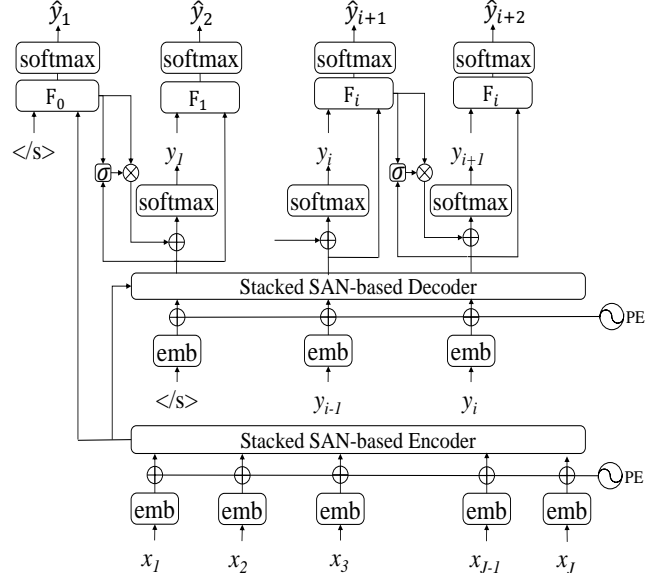 ŷ₁ ŷ₂ ŷᵢ₊₁ ŷᵢ₊₂
softmax softmax softmax softmax
F₀ F₁ Fᵢ Fᵢ
</s> y₁ yᵢ yᵢ₊₁
σ σ
softmax softmax softmax
Stacked SAN-based Decoder
PE
emb emb emb
</s> yᵢ₋₁ yᵢ
Stacked SAN-based Encoder
PE
emb emb emb emb emb
x₁ x₂ x₃ x_{J-1} x_J